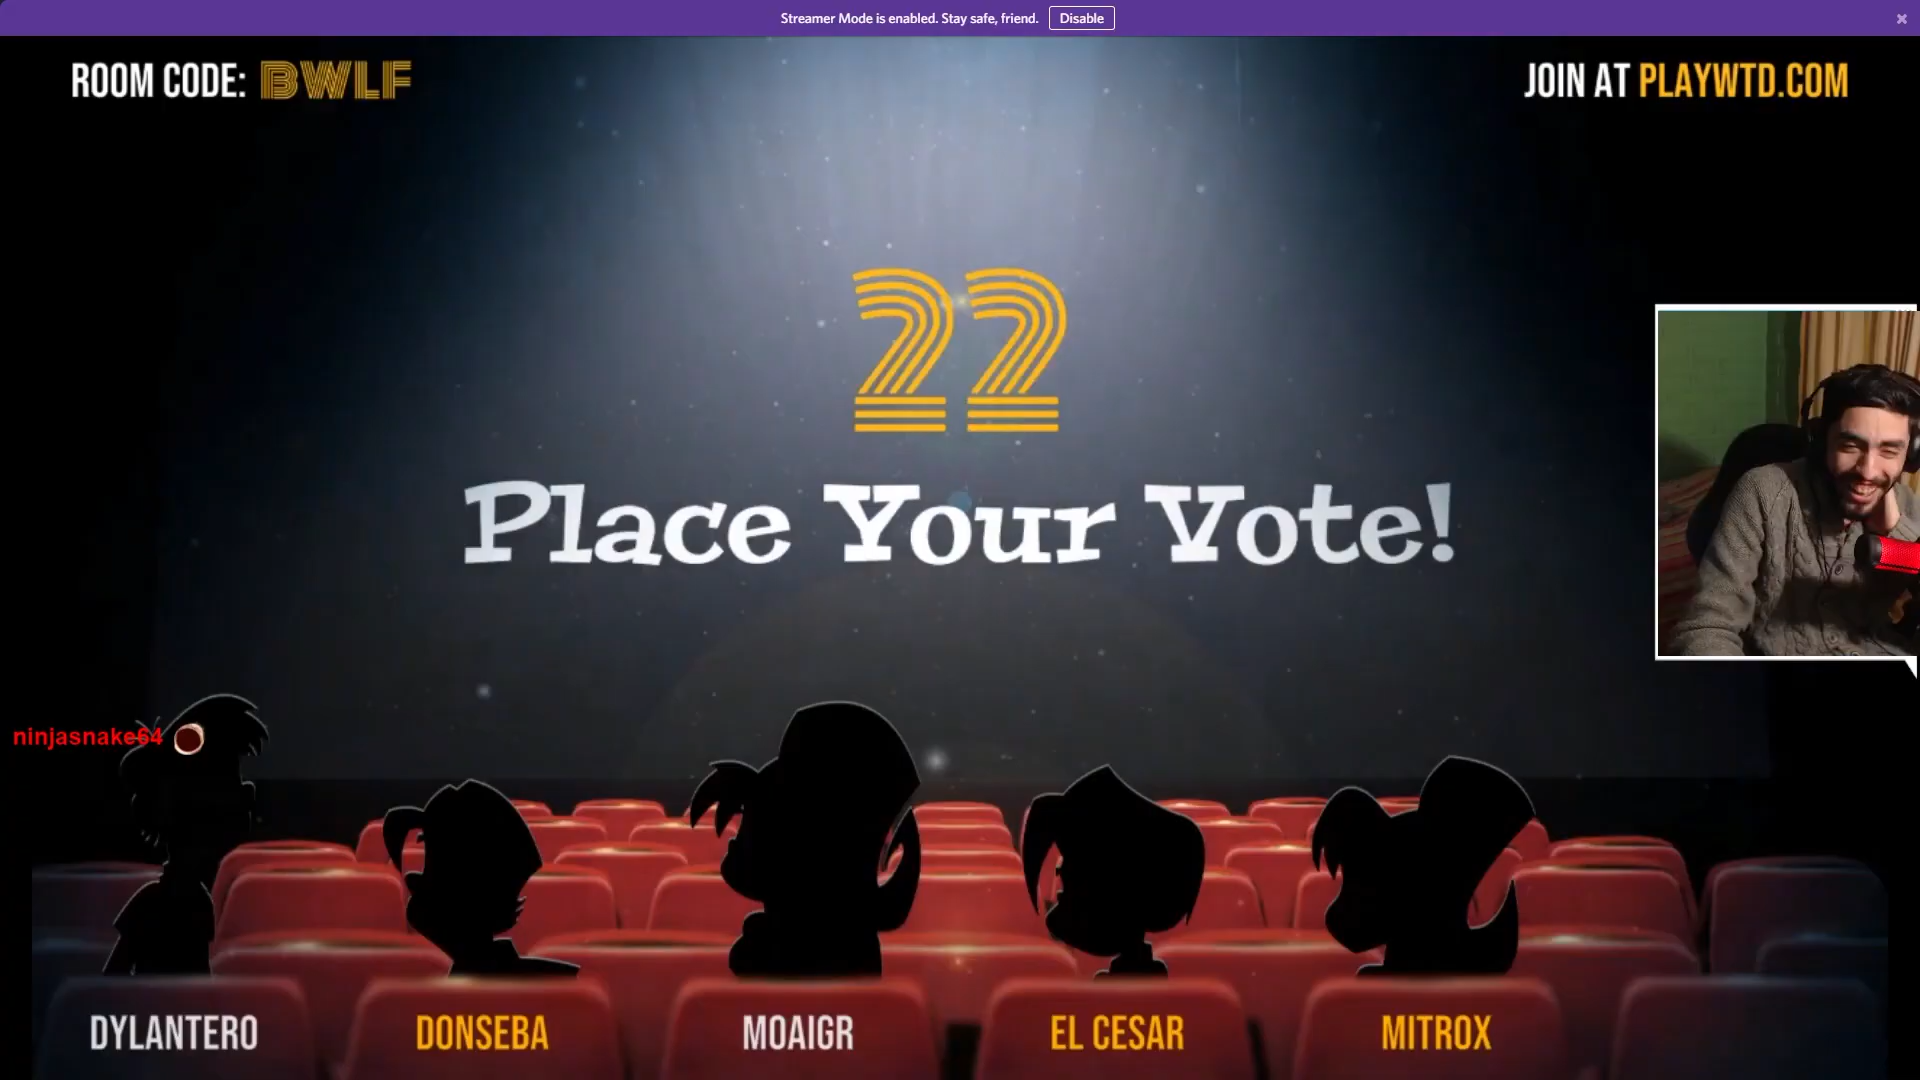 Streamer Mode is enabled. Stay safe, friend. Disable
ROOM CODE: BWLF
JOIN AT PLAYWTD.COM
22
Place Your Vote!
ninjasnake64
DYLANTERO
DONSEBA
MOAIGR
EL CESAR
MITROX